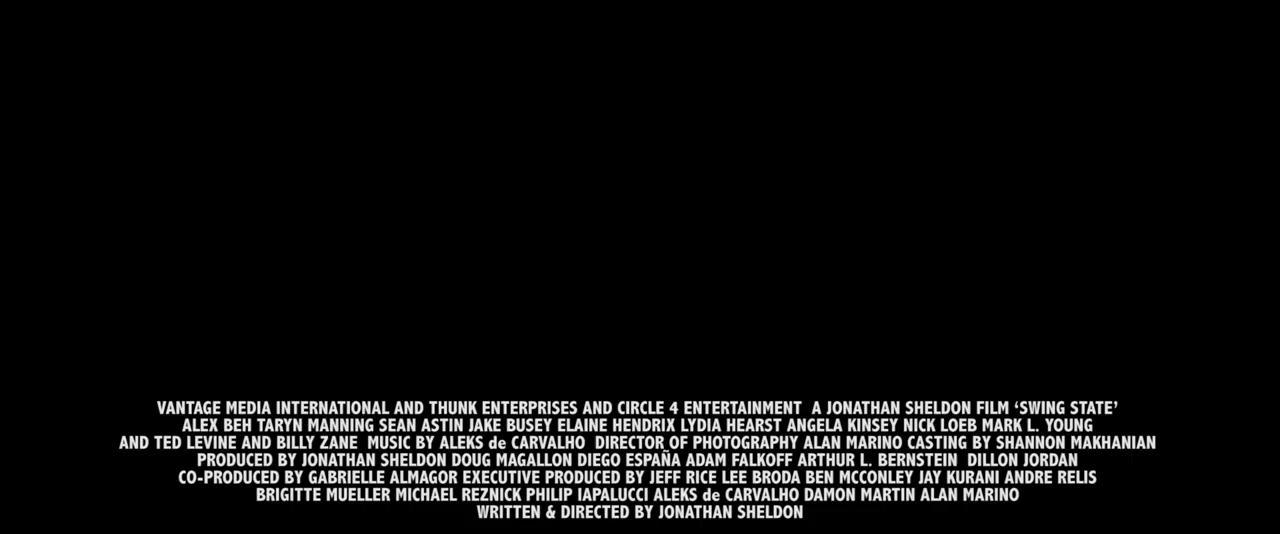 VANTAGE MEDIA INTERNATIONAL AND THUNK ENTERPRISES AND CIRCLE 4 ENTERTAINMENT A JONATHAN SHELDON FILM ‘SWING STATE’
ALEX BEH TARYN MANNING SEAN ASTIN JAKE BUSEY ELAINE HENDRIX LYDIA HEARST ANGELA KINSEY NICK LOEB MARK L. YOUNG
AND TED LEVINE AND BILLY ZANE MUSIC BY ALEKS de CARVALHO DIRECTOR OF PHOTOGRAPHY ALAN MARINO CASTING BY SHANNON MAKHANIAN
PRODUCED BY JONATHAN SHELDON DOUG MAGALLON DIEGO ESPAÑA ADAM FALKOFF ARTHUR L. BERNSTEIN DILLON JORDAN
CO-PRODUCED BY GABRIELLE ALMAGOR EXECUTIVE PRODUCED BY JEFF RICE LEE BRODA BEN MCCONLEY JAY KURANI ANDRE RELIS
BRIGITTE MUELLER MICHAEL REZNICK PHILIP IAPALUCCI ALEKS de CARVALHO DAMON MARTIN ALAN MARINO
WRITTEN & DIRECTED BY JONATHAN SHELDON